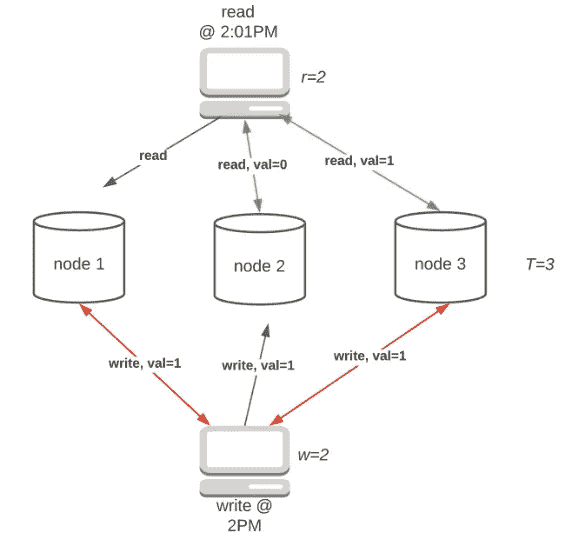 read
@ 2:01PM
r=2
read
read, val=0
read, val=1
node 1
node 2
node 3
T=3
write, val=1
write, val=1
write, val=1
w=2
write @
2PM